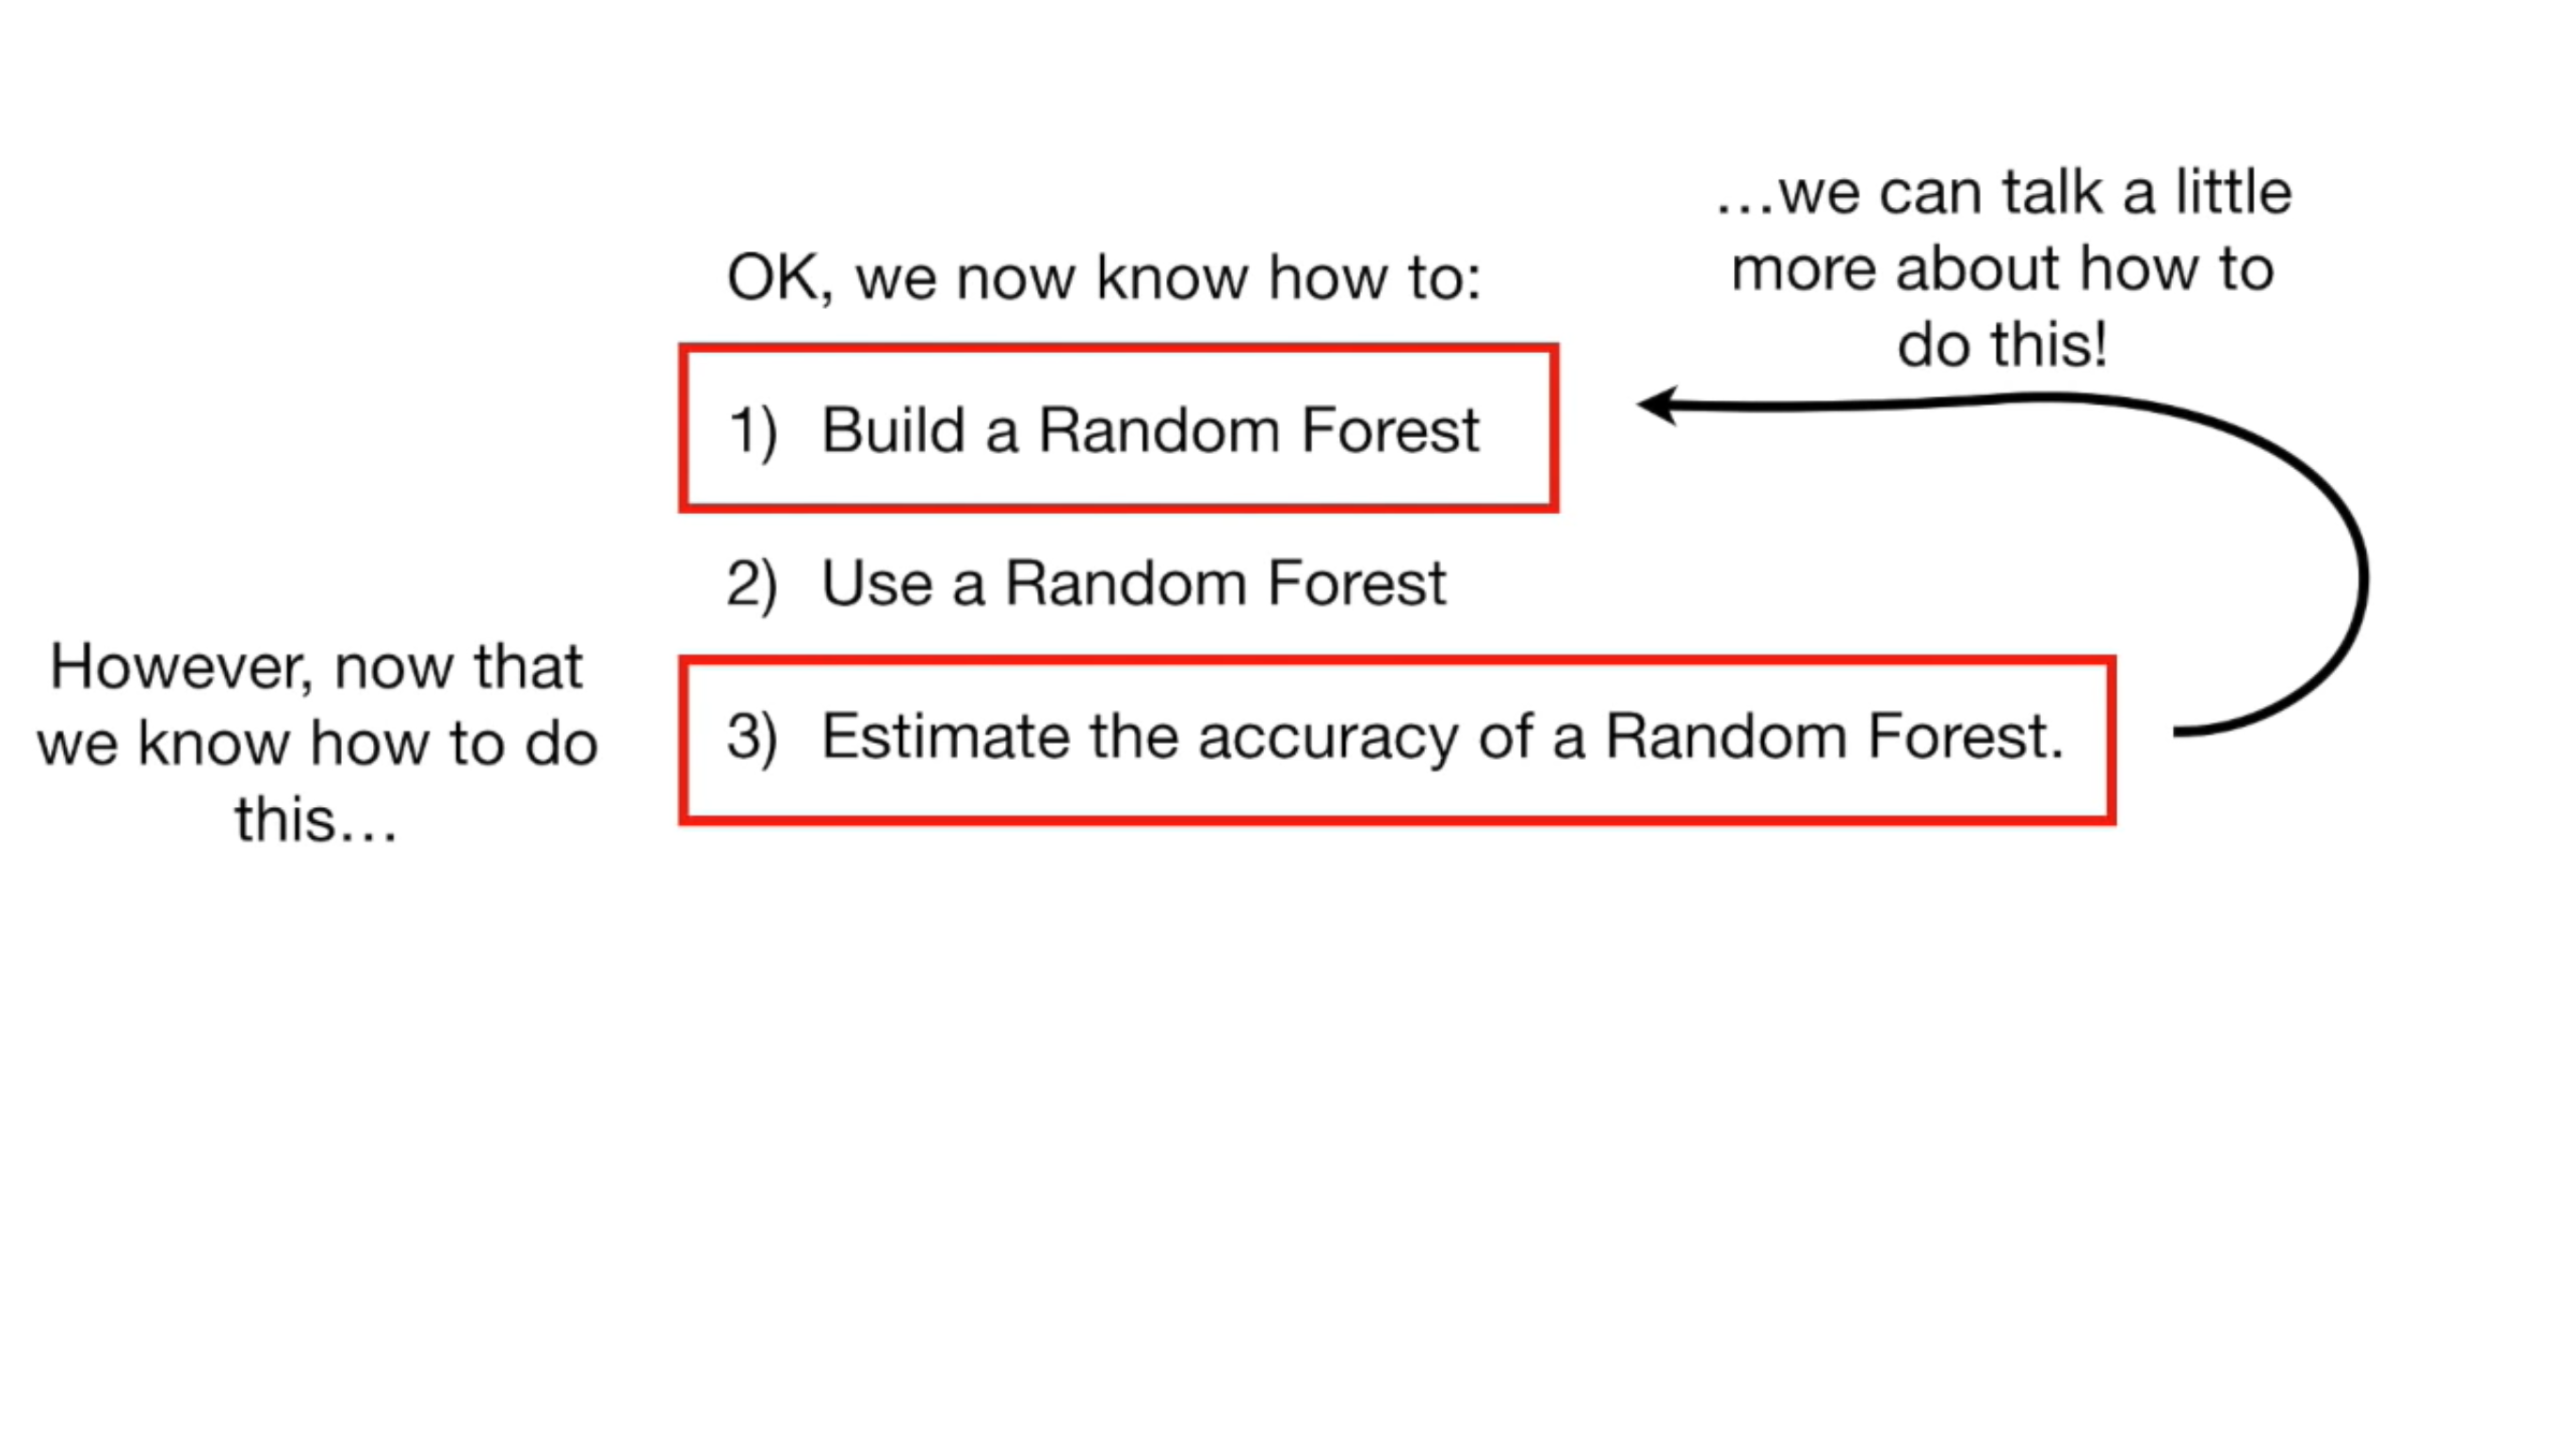 OK, we now know how to:
1) Build a Random Forest
2) Use a Random Forest
3) Estimate the accuracy of a Random Forest.
However, now that
we know how to do
this…
…we can talk a little
more about how to
do this!